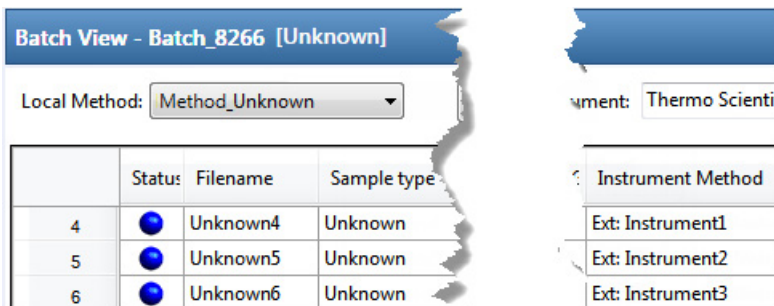 Batch View - Batch_8266 [Unknown]
Local Method: Method_Unknown Thermo Scienti
Status Filename Sample type ? Instrument Method
4 Unknown4 Unknown Ext: Instrument1
5 Unknown5 Unknown Ext: Instrument2
6 Unknown6 Unknown Ext: Instrument3